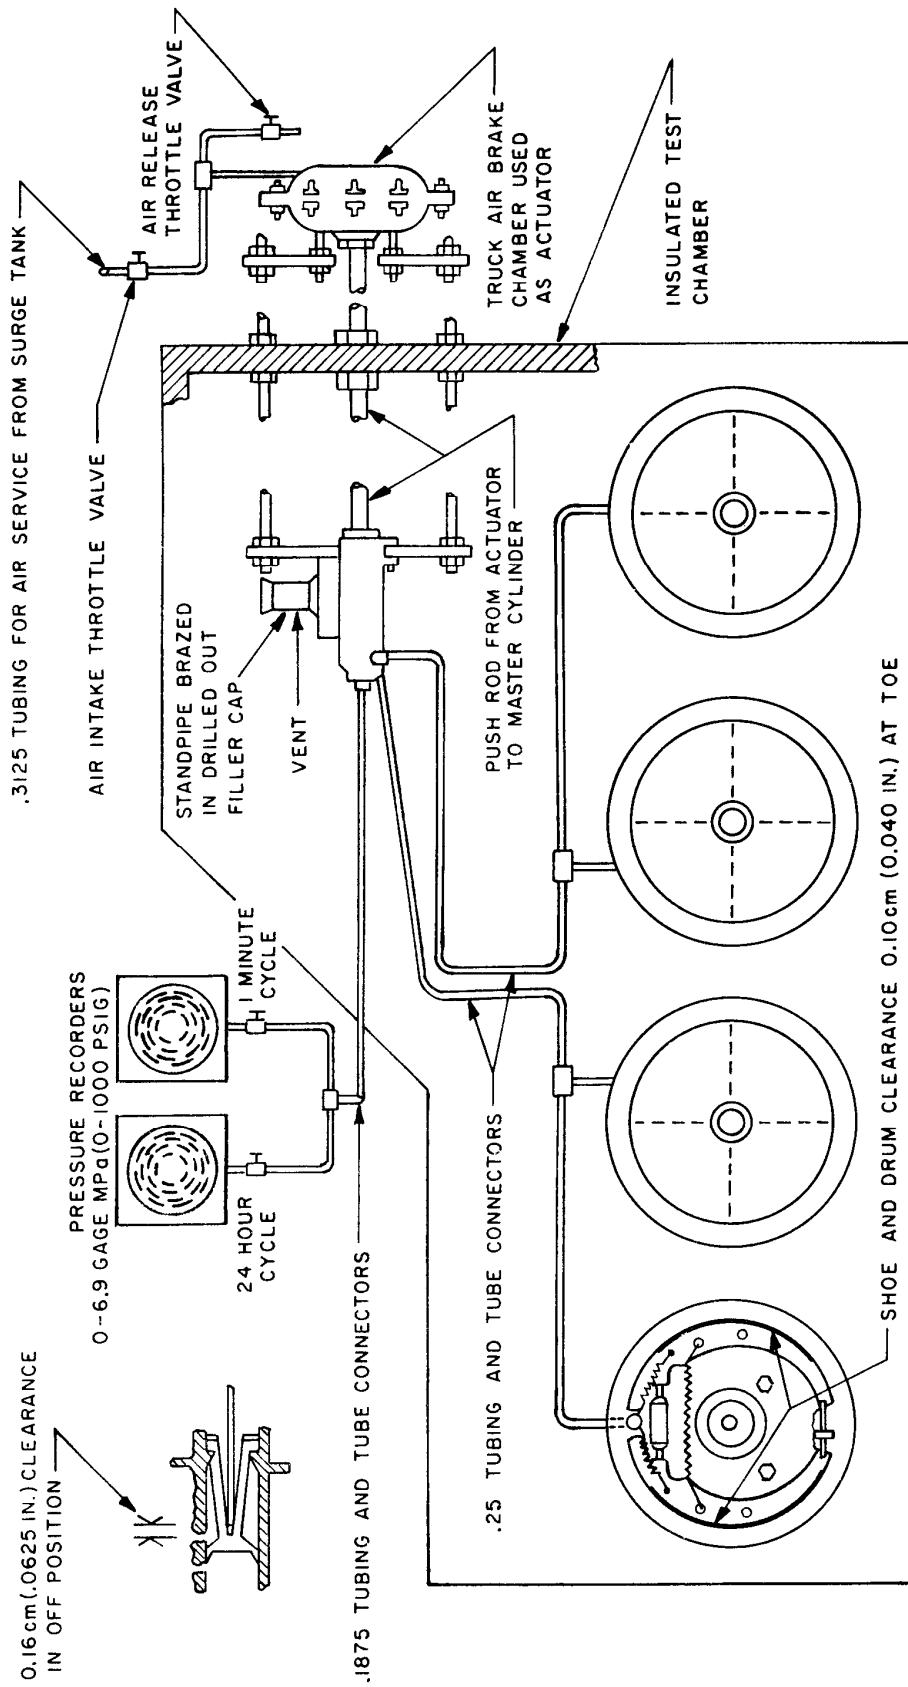 0.16cm (.0625 IN.) CLEARANCE
IN OFF POSITION
PRESSURE RECORDERS
0-6.9 GAGE MPa (0-1000 PSIG)
24 HOUR
CYCLE
1 MINUTE
CYCLE
.3125 TUBING FOR AIR SERVICE FROM SURGE TANK
AIR INTAKE THROTTLE VALVE
AIR RELEASE
THROTTLE VALVE
STANDPIPE BRAZED
IN DRILLED OUT
FILLER CAP
VENT
.1875 TUBING AND TUBE CONNECTORS
TRUCK AIR BRAKE
CHAMBER USED
AS ACTUATOR
PUSH ROD FROM ACTUATOR
TO MASTER CYLINDER
.25 TUBING AND TUBE CONNECTORS
INSULATED TEST
CHAMBER
SHOE AND DRUM CLEARANCE 0.10cm (0.040 IN.) AT TOE